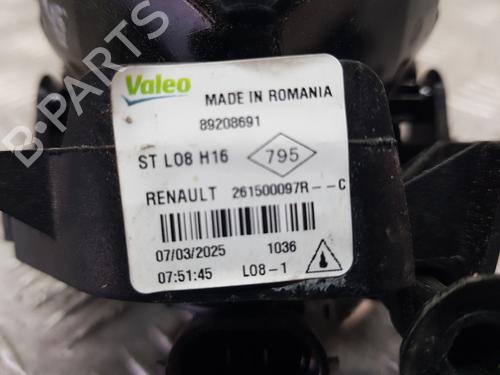 Valeo
MADE IN ROMANIA
89208691
ST L08 H16
795
RENAULT 261500097R--C
07/03/2025 1036
07:51:45 L08-1
B-PARTS